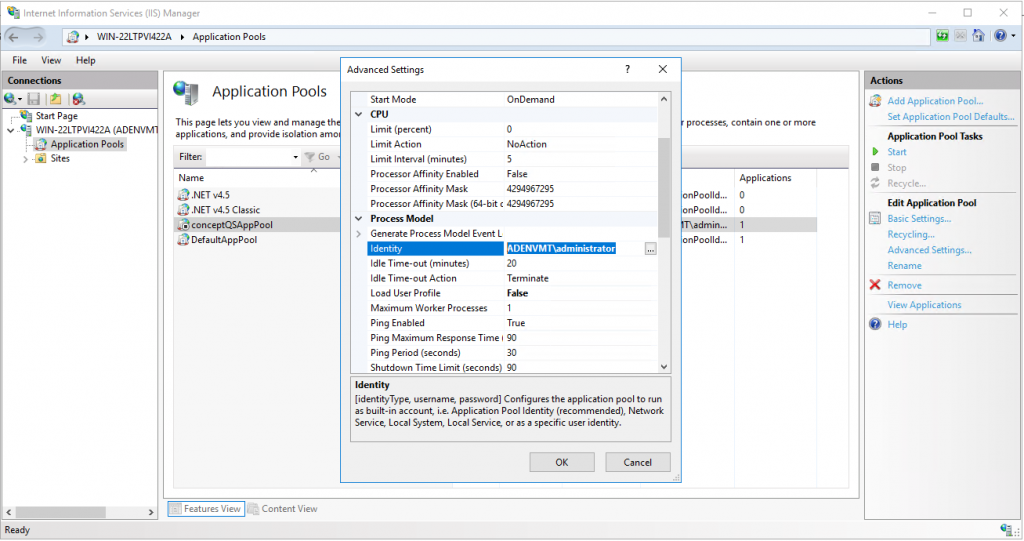 Internet Information Services (IIS) Manager
WIN-22LTPVI422A Application Pools
File View Help
Connections
Start Page
WIN-22LTPVI422A (ADENVMT
Application Pools
Sites
Application Pools
This page lets you view and manage the
r processes, contain one or more
applications, and provide isolation amon
Filter: Go
Name Applications
.NET v4.5 onPoolId... 0
.NET v4.5 Classic onPoolId... 0
conceptQSAppPool MT\admin... 1
DefaultAppPool onPoolId... 1
Features View Content View
Advanced Settings ?
Start Mode OnDemand
CPU
Limit (percent) 0
Limit Action NoAction
Limit Interval (minutes) 5
Processor Affinity Enabled False
Processor Affinity Mask 4294967295
Processor Affinity Mask (64-bit c 4294967295
Process Model
Generate Process Model Event L
Identity ADENVMT\administrator ...
Idle Time-out (minutes) 20
Idle Time-out Action Terminate
Load User Profile False
Maximum Worker Processes 1
Ping Enabled True
Ping Maximum Response Time ( 90
Ping Period (seconds) 30
Shutdown Time Limit (seconds) 90
Identity
[identityType, username, password] Configures the application pool to run
as built-in account, i.e. Application Pool Identity (recommended), Network
Service, Local System, Local Service, or as a specific user identity.
OK Cancel
Actions
Add Application Pool...
Set Application Pool Defaults...
Application Pool Tasks
Start
Stop
Recycle...
Edit Application Pool
Basic Settings...
Recycling...
Advanced Settings...
Rename
Remove
View Applications
Help
Ready